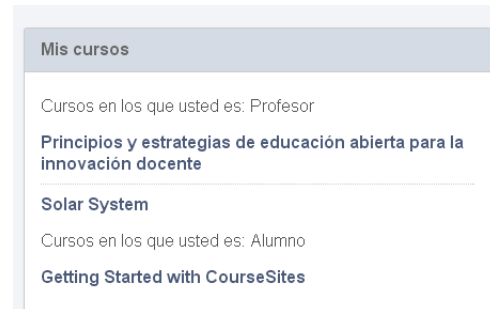 Mis cursos
Cursos en los que usted es: Profesor
Principios y estrategias de educación abierta para la
innovación docente
Solar System
Cursos en los que usted es: Alumno
Getting Started with CourseSites